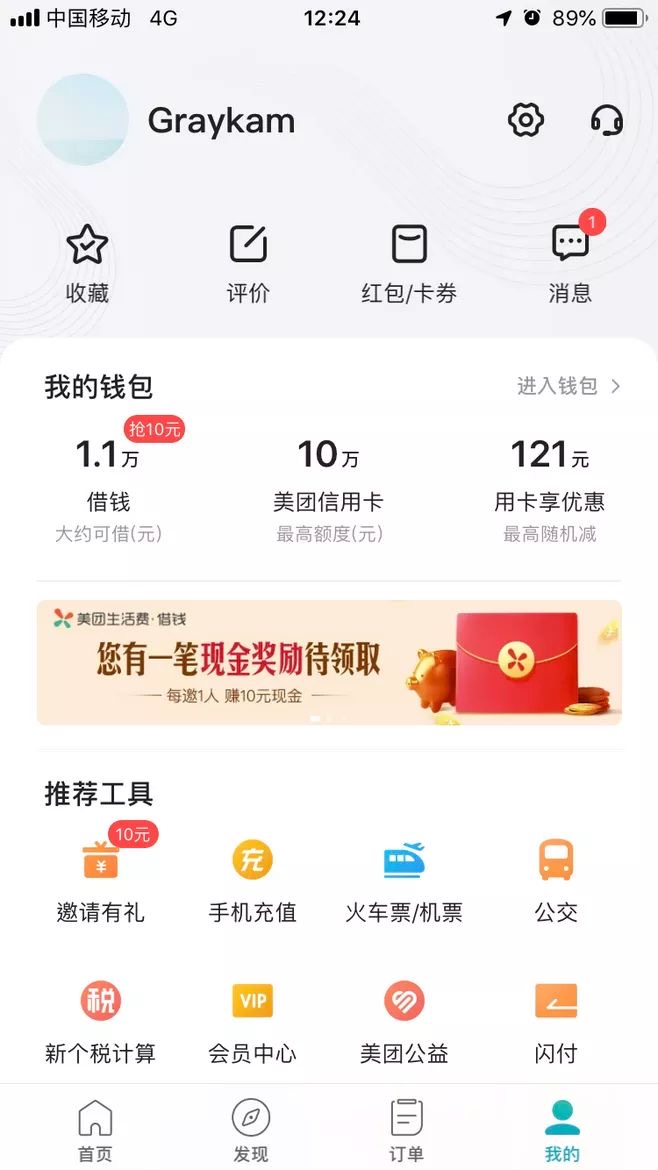 中国移动 4G 12:24 89%
Graykam
1
收藏 评价 红包/卡券 消息
我的钱包 进入钱包
抢10元
1.1万 10万 121元
借钱 美团信用卡 用卡享优惠
大约可借(元) 最高额度(元) 最高随机减
美团生活费·借钱
您有一笔现金奖励待领取
每邀1人 赚10元现金
推荐工具
10元
¥ 充
邀请有礼 手机充值 火车票/机票 公交
税 VIP
新个税计算 会员中心 美团公益 闪付
首页 发现 订单 我的